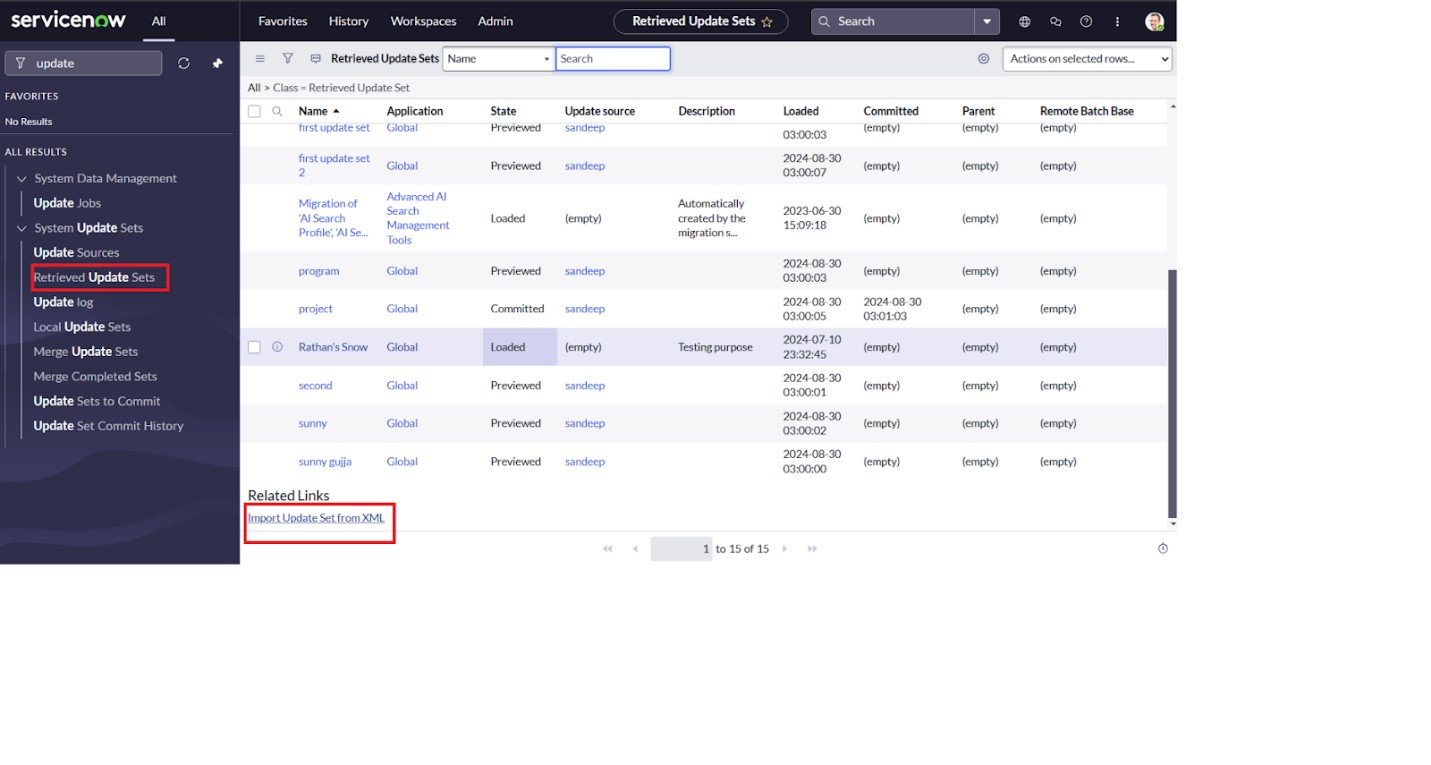 servicenow All Favorites History Workspaces Admin Retrieved Update Sets Search
update
FAVORITES
No Results
ALL RESULTS
System Data Management
Update Jobs
System Update Sets
Update Sources
Retrieved Update Sets
Update log
Local Update Sets
Merge Update Sets
Merge Completed Sets
Update Sets to Commit
Update Set Commit History
Retrieved Update Sets Name Search Actions on selected rows...
All > Class = Retrieved Update Set
Name Application State Update source Description Loaded Committed Parent Remote Batch Base
first update set Global Previewed sandeep 03:00:03 (empty) (empty) (empty)
first update set
2 Global Previewed sandeep 2024-08-30
03:00:07 (empty) (empty) (empty)
Migration of
'AI Search
Profile', 'AI Se...
Advanced AI
Search
Management
Tools
Loaded (empty)
Automatically
created by the
migration s...
2023-06-30
15:09:18
(empty) (empty) (empty)
program Global Previewed sandeep 2024-08-30
03:00:03 (empty) (empty) (empty)
project Global Committed sandeep 2024-08-30
03:00:05
2024-08-30
03:01:03
(empty) (empty)
Rathan's Snow Global Loaded (empty) Testing purpose 2024-07-10
23:32:45 (empty) (empty) (empty)
second Global Previewed sandeep 2024-08-30
03:00:01 (empty) (empty) (empty)
sunny Global Previewed sandeep 2024-08-30
03:00:02 (empty) (empty) (empty)
sunny gujja Global Previewed sandeep 2024-08-30
03:00:00 (empty) (empty) (empty)
Related Links
Import Update Set from XML
1 to 15 of 15